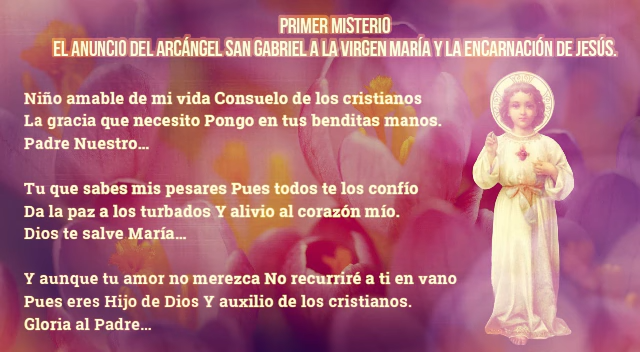 PRIMER MISTERIO
EL ANUNCIO DEL ARCÁNGEL SAN GABRIEL A LA VIRGEN MARÍA Y LA ENCARNACIÓN DE JESÚS.
Niño amable de mi vida Consuelo de los cristianos
La gracia que necesito Pongo en tus benditas manos.
Padre Nuestro...
Tu que sabes mis pesares Pues todos te los confío
Da la paz a los turbados Y alivio al corazón mío.
Dios te salve María...
Y aunque tu amor no merezca No recurriré a ti en vano
Pues eres Hijo de Dios Y auxilio de los cristianos.
Gloria al Padre...